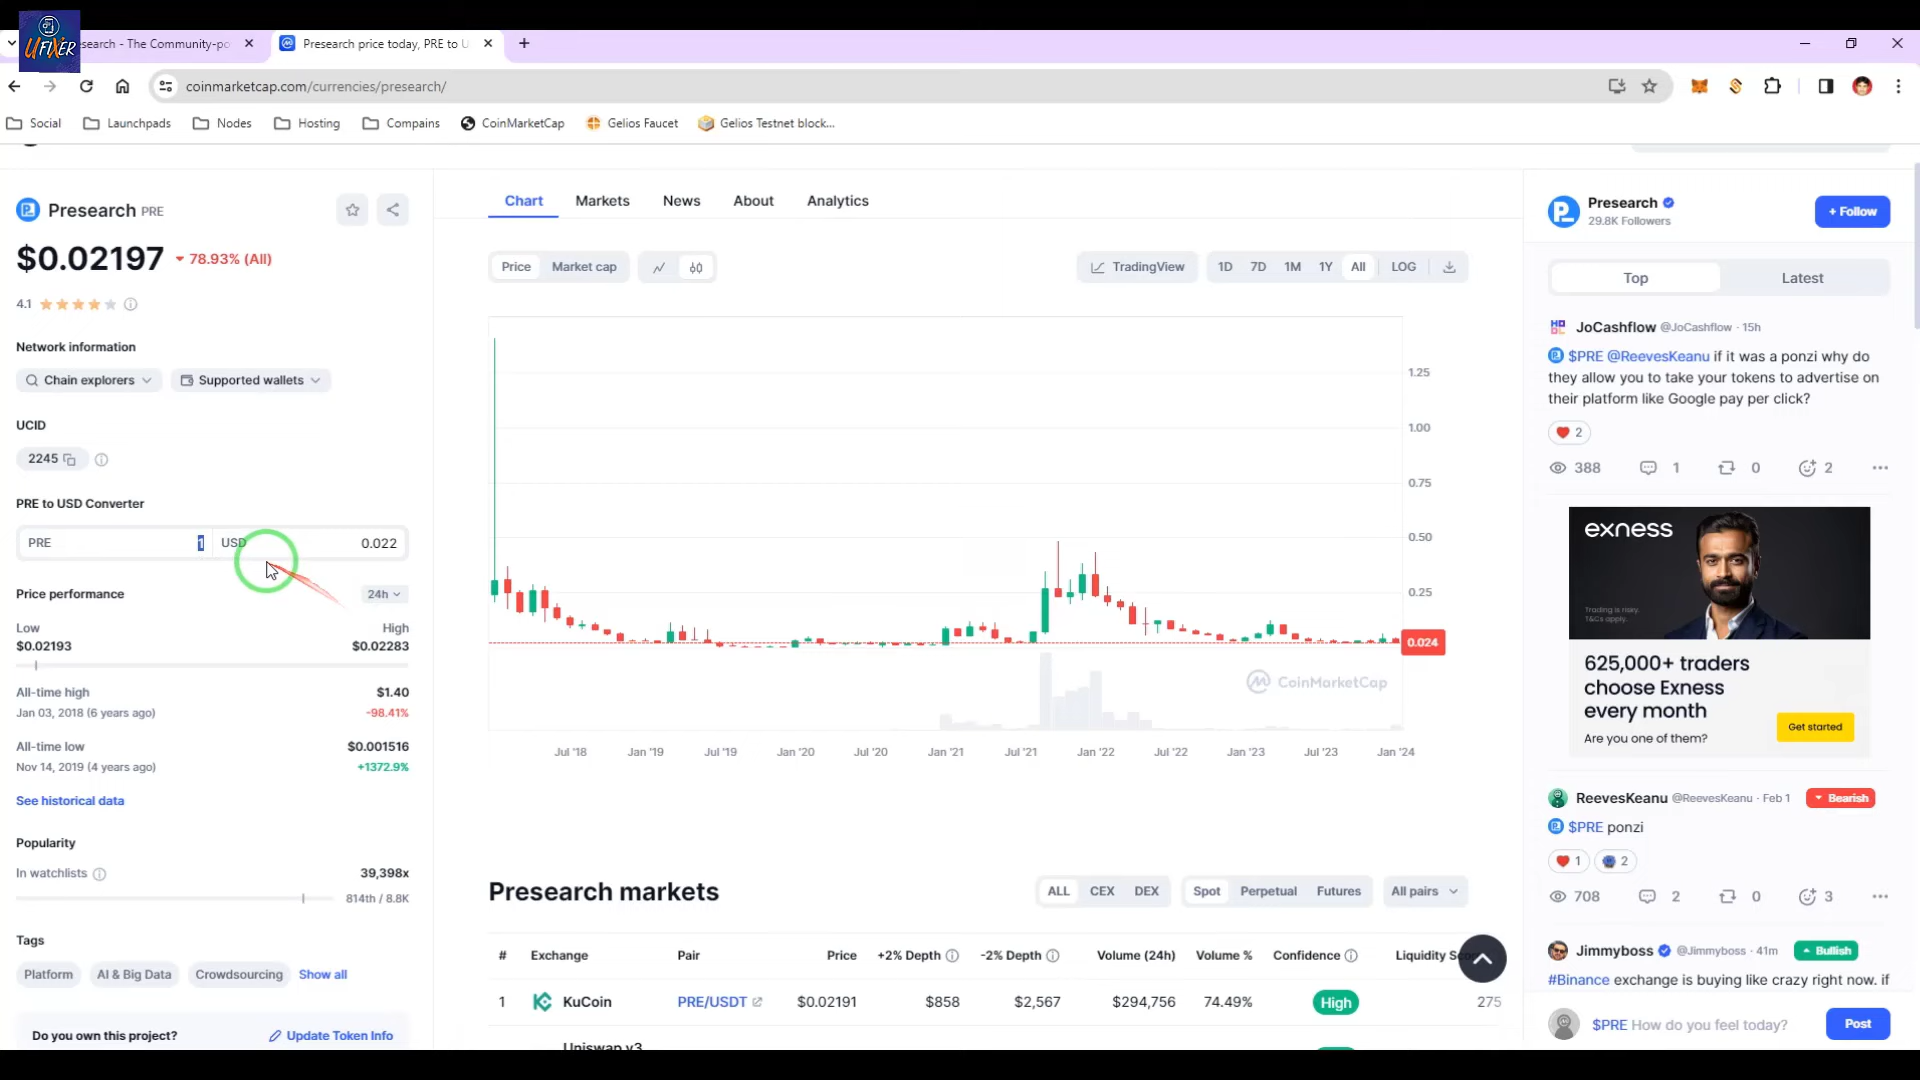 UFIXER
search - The Community-po
Presearch price today, PRE to U
coinmarketcap.com/currencies/presearch/
Social
Launchpads
Nodes
Hosting
Compains
CoinMarketCap
Gelios Faucet
Gelios Testnet block...
Presearch PRE
$0.02197
78.93% (All)
4.1
Network information
Chain explorers
Supported wallets
UCID
2245
PRE to USD Converter
PRE 1
USD 0.022
Price performance
24h
Low
High
$0.02193
$0.02283
All-time high
$1.40
Jan 03, 2018 (6 years ago)
-98.41%
All-time low
$0.001516
Nov 14, 2019 (4 years ago)
+1372.9%
See historical data
Popularity
In watchlists
39,398x
814th / 8.8K
Tags
Platform
AI & Big Data
Crowdsourcing
Show all
Do you own this project?
Update Token Info
Chart
Markets
News
About
Analytics
Price
Market cap
TradingView
1D
7D
1M
1Y
All
LOG
1.25
1.00
0.75
0.50
0.25
0.024
CoinMarketCap
Jul '18
Jan '19
Jul '19
Jan '20
Jul '20
Jan '21
Jul '21
Jan '22
Jul '22
Jan '23
Jul '23
Jan '24
Presearch markets
ALL
CEX
DEX
Spot
Perpetual
Futures
All pairs
#
Exchange
Pair
Price
+2% Depth
-2% Depth
Volume (24h)
Volume %
Confidence
Liquidity Sc
1
KuCoin
PRE/USDT
$0.02191
$858
$2,567
$294,756
74.49%
High
275
Uniswap v3
Presearch
29.8K Followers
+ Follow
Top
Latest
JoCashflow @JoCashflow · 15h
$PRE @ReevesKeanu if it was a ponzi why do
they allow you to take your tokens to advertise on
their platform like Google pay per click?
2
388
1
0
2
exness
Trading is risky.
T&Cs apply.
625,000+ traders
choose Exness
every month
Are you one of them?
Get started
ReevesKeanu @ReevesKeanu · Feb 1
Bearish
$PRE ponzi
1
2
708
2
0
3
Jimmyboss @Jimmyboss · 41m
Bullish
#Binance exchange is buying like crazy right now. if
$PRE How do you feel today?
Post